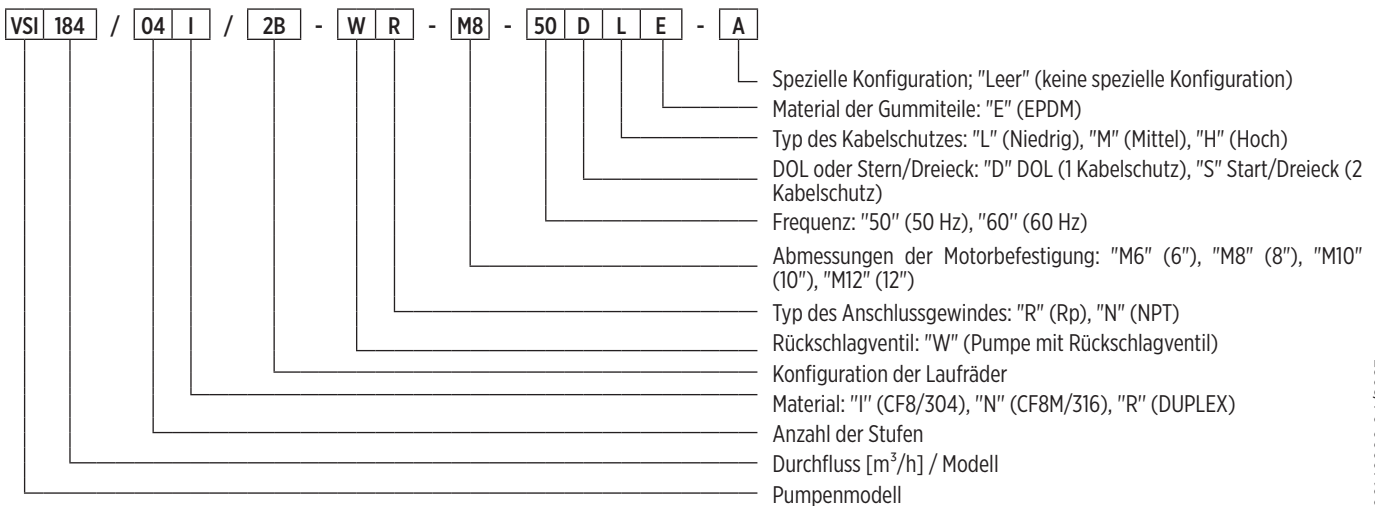 VSI 184 / 04 I / 2B - W R - M8 - 50 D L E - A
Spezielle Konfiguration; "Leer" (keine spezielle Konfiguration)
Material der Gummiteile: "E" (EPDM)
Typ des Kabelschutzes: "L" (Niedrig), "M" (Mittel), "H" (Hoch)
DOL oder Stern/Dreieck: "D" DOL (1 Kabelschutz), "S" Start/Dreieck (2
Kabelschutz)
Frequenz: "50" (50 Hz), "60" (60 Hz)
Abmessungen der Motorbefestigung: "M6" (6"), "M8" (8"), "M10"
(10"), "M12" (12")
Typ des Anschlussgewindes: "R" (Rp), "N" (NPT)
Rückschlagventil: "W" (Pumpe mit Rückschlagventil)
Konfiguration der Laufräder
Material: "I" (CF8/304), "N" (CF8M/316), "R" (DUPLEX)
Anzahl der Stufen
Durchfluss [m³/h] / Modell
Pumpenmodell